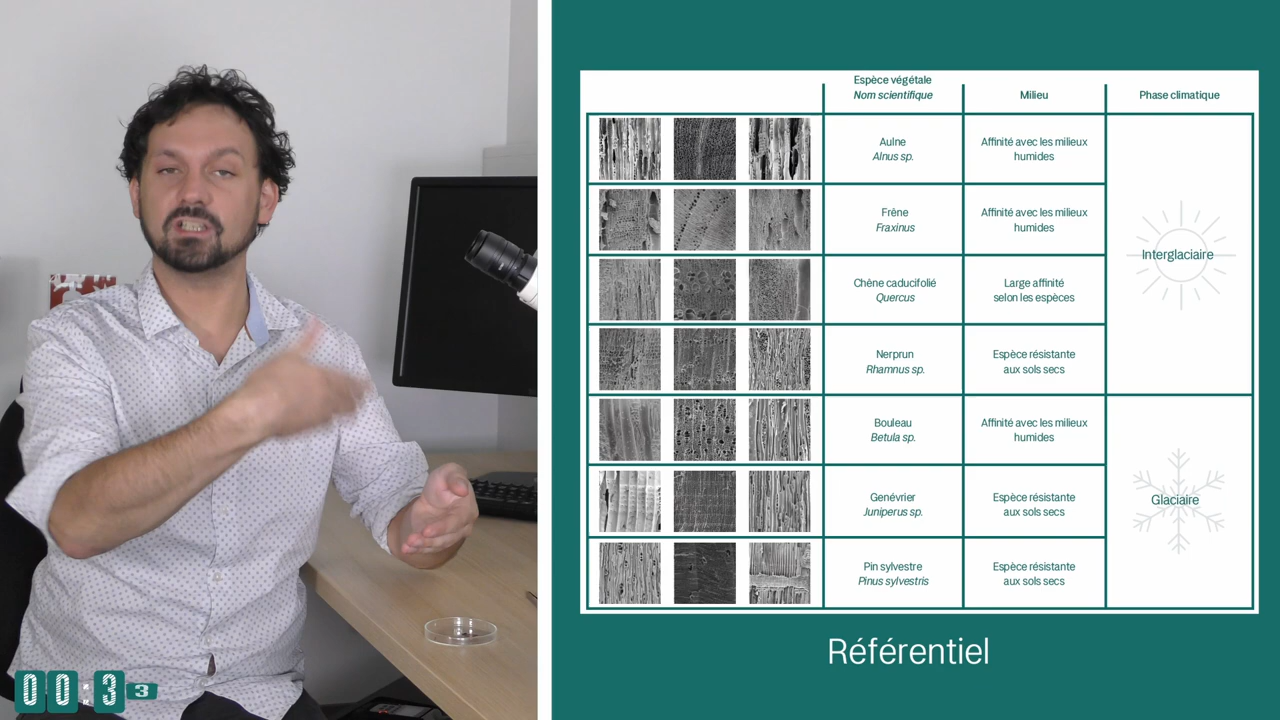 Espèce végétale
Nom scientifique
Milieu
Phase climatique
Aulne
Alnus sp.
Affinité avec les milieux
humides
Frêne
Fraxinus
Affinité avec les milieux
humides
Interglaciaire
Chêne caducifolié
Quercus
Large affinité
selon les espèces
Nerprun
Rhamnus sp.
Espèce résistante
aux sols secs
Bouleau
Betula sp.
Affinité avec les milieux
humides
Glaciaire
Genévrier
Juniperus sp.
Espèce résistante
aux sols secs
Pin sylvestre
Pinus sylvestris
Espèce résistante
aux sols secs
Référentiel
00:33